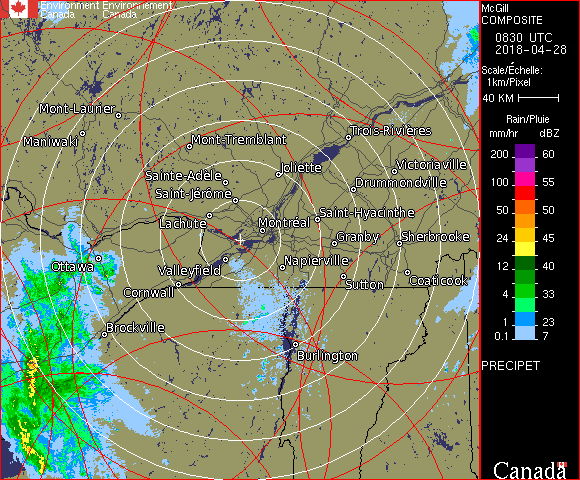 Environment Environnement
Canada Canada
McGill
COMPOSITE
0830 UTC
2018-04-28
Scale/Échelle:
1km/Pixel
40 KM
Rain/Pluie
mm/hr dBZ
200 60
55
100 55
50 50
24 45
12 40
8 33
4 33
1 23
0.1 7
PRECIPET
Canada
Mont-Laurier
Maniwaki
Mont-Tremblant
Trois-Rivières
Joliette
Victoriaville
Sainte-Adèle
Saint-Jérôme
Drummondville
Lachute
Montréal
Saint-Hyacinthe
Granby
Sherbrooke
Ottawa
Valleyfield
Napierville
Cornwall
Sutton
Coaticook
Brockville
Burlington